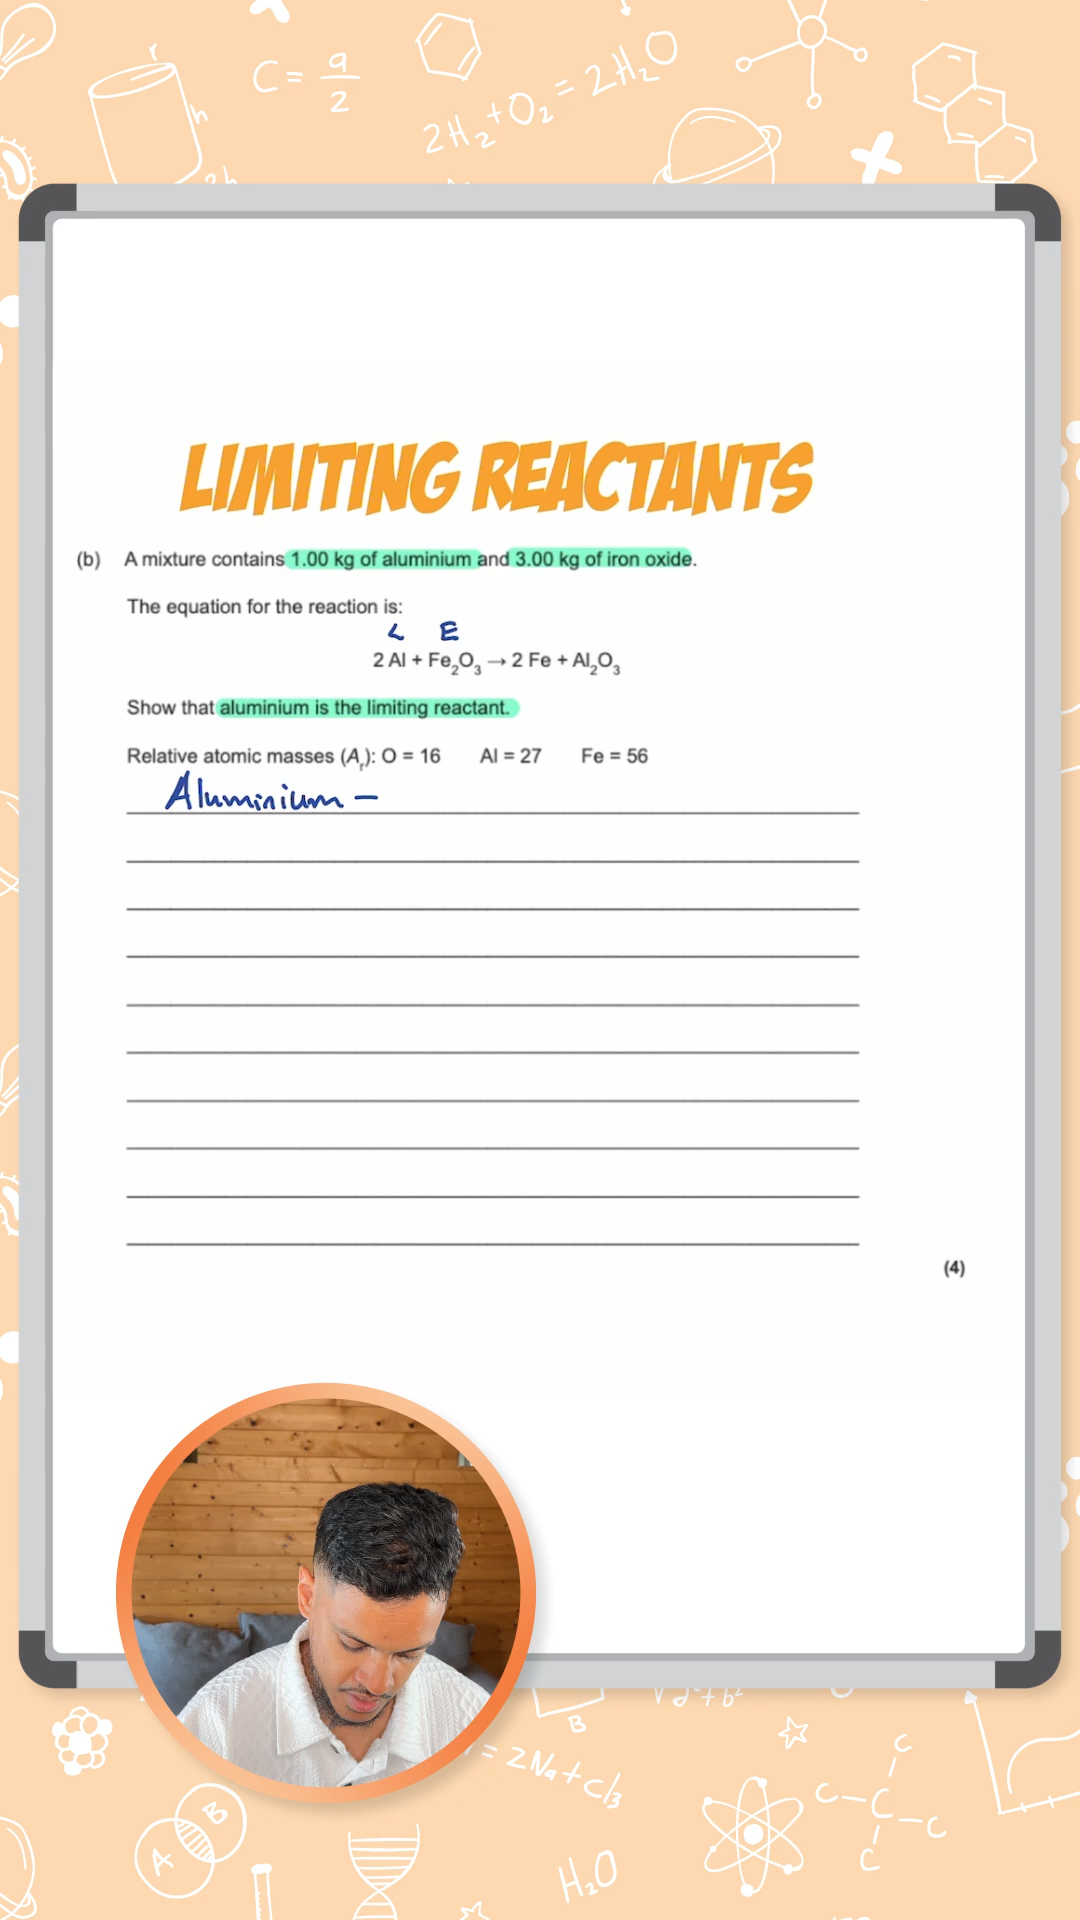 C = a/2
r
h
2h
2H₂+O₂=2H₂O
LIMITING REACTANTS
(b) A mixture contains 1.00 kg of aluminium and 3.00 kg of iron oxide.
The equation for the reaction is:
L E
2 Al + Fe₂O₃ → 2 Fe + Al₂O₃
Show that aluminium is the limiting reactant.
Relative atomic masses (Aᵣ): O = 16 Al = 27 Fe = 56
Aluminium –
(4)
B
= 2Na+Cl₃
A B
H₂O
C
C–C–C
C